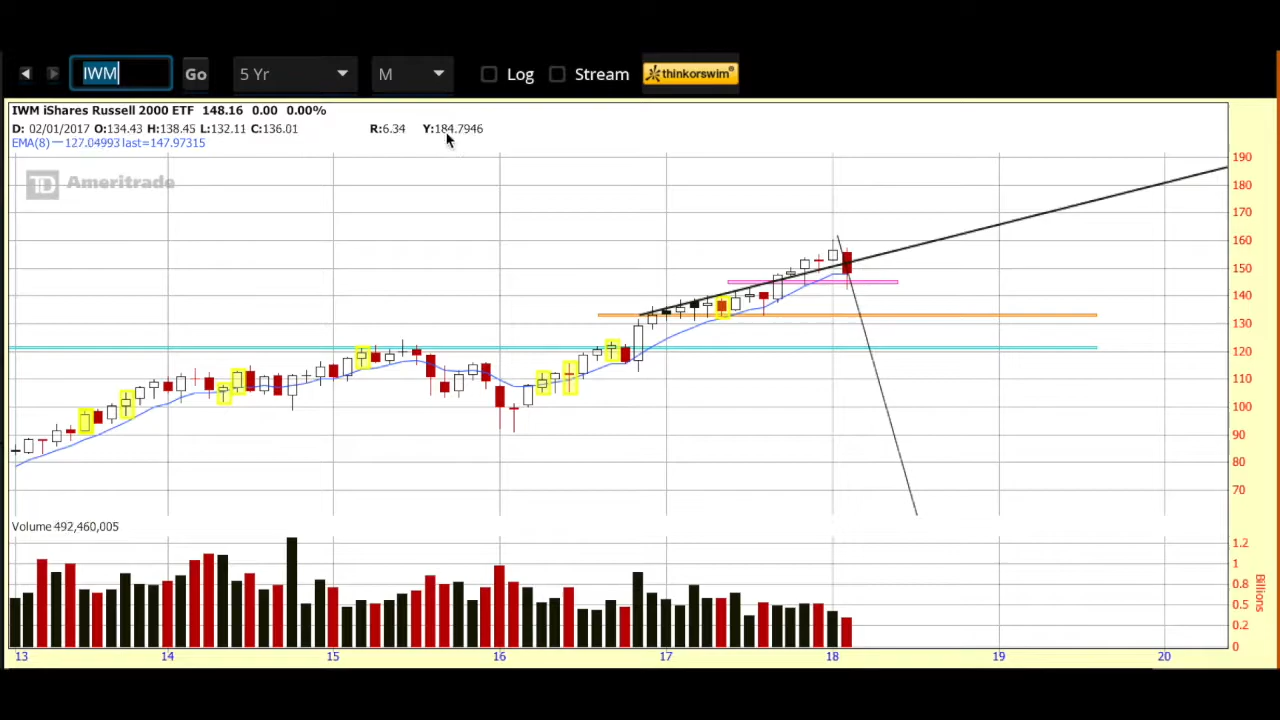 IWM Go 5 Yr M Log Stream thinkorswim
IWM iShares Russell 2000 ETF 148.16 0.00 0.00%
D: 02/01/2017 O:134.43 H:138.45 L:132.11 C:136.01 R:6.34 Y:184.7946
EMA(8) — 127.04993 last=147.97315
TD Ameritrade
190
180
170
160
150
140
130
120
110
100
90
80
70
Volume 492,460,005
1.2
1
0.8
0.5
0.2
0
Billions
13 14 15 16 17 18 19 20